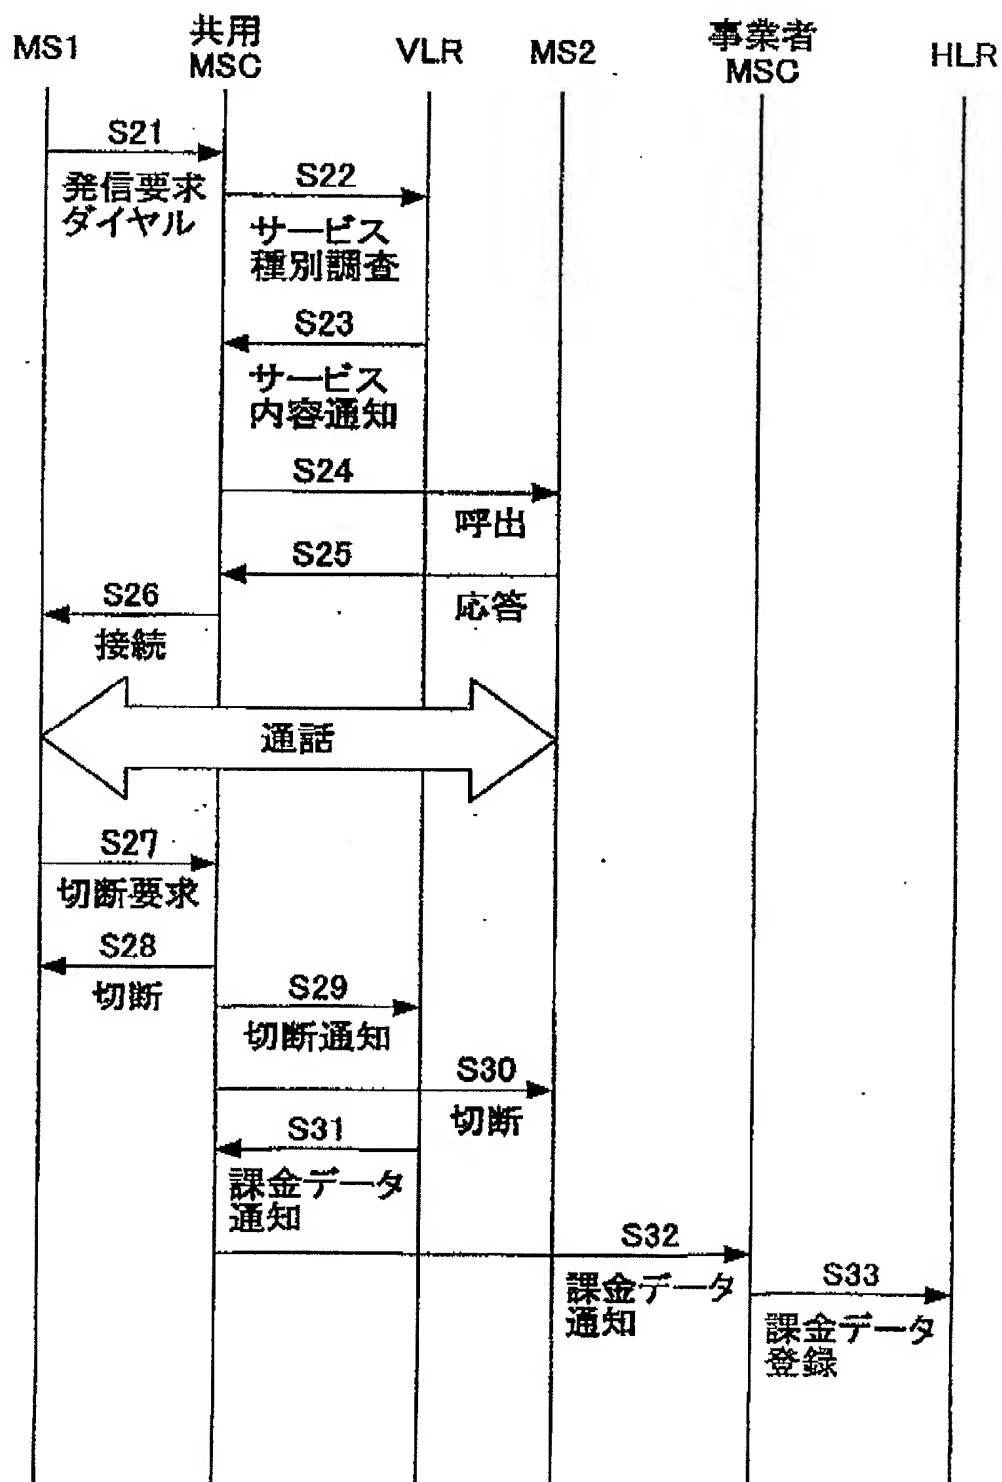 MS1
共用
MSC
VLR
MS2
事業者
MSC
HLR
S21
発信要求
ダイヤル
S22
サービス
種別調査
S23
サービス
内容通知
S24
呼出
S25
応答
S26
接続
通話
S27
切断要求
S28
切断
S29
切断通知
S30
切断
S31
課金データ
通知
S32
課金データ
通知
S33
課金データ
登録